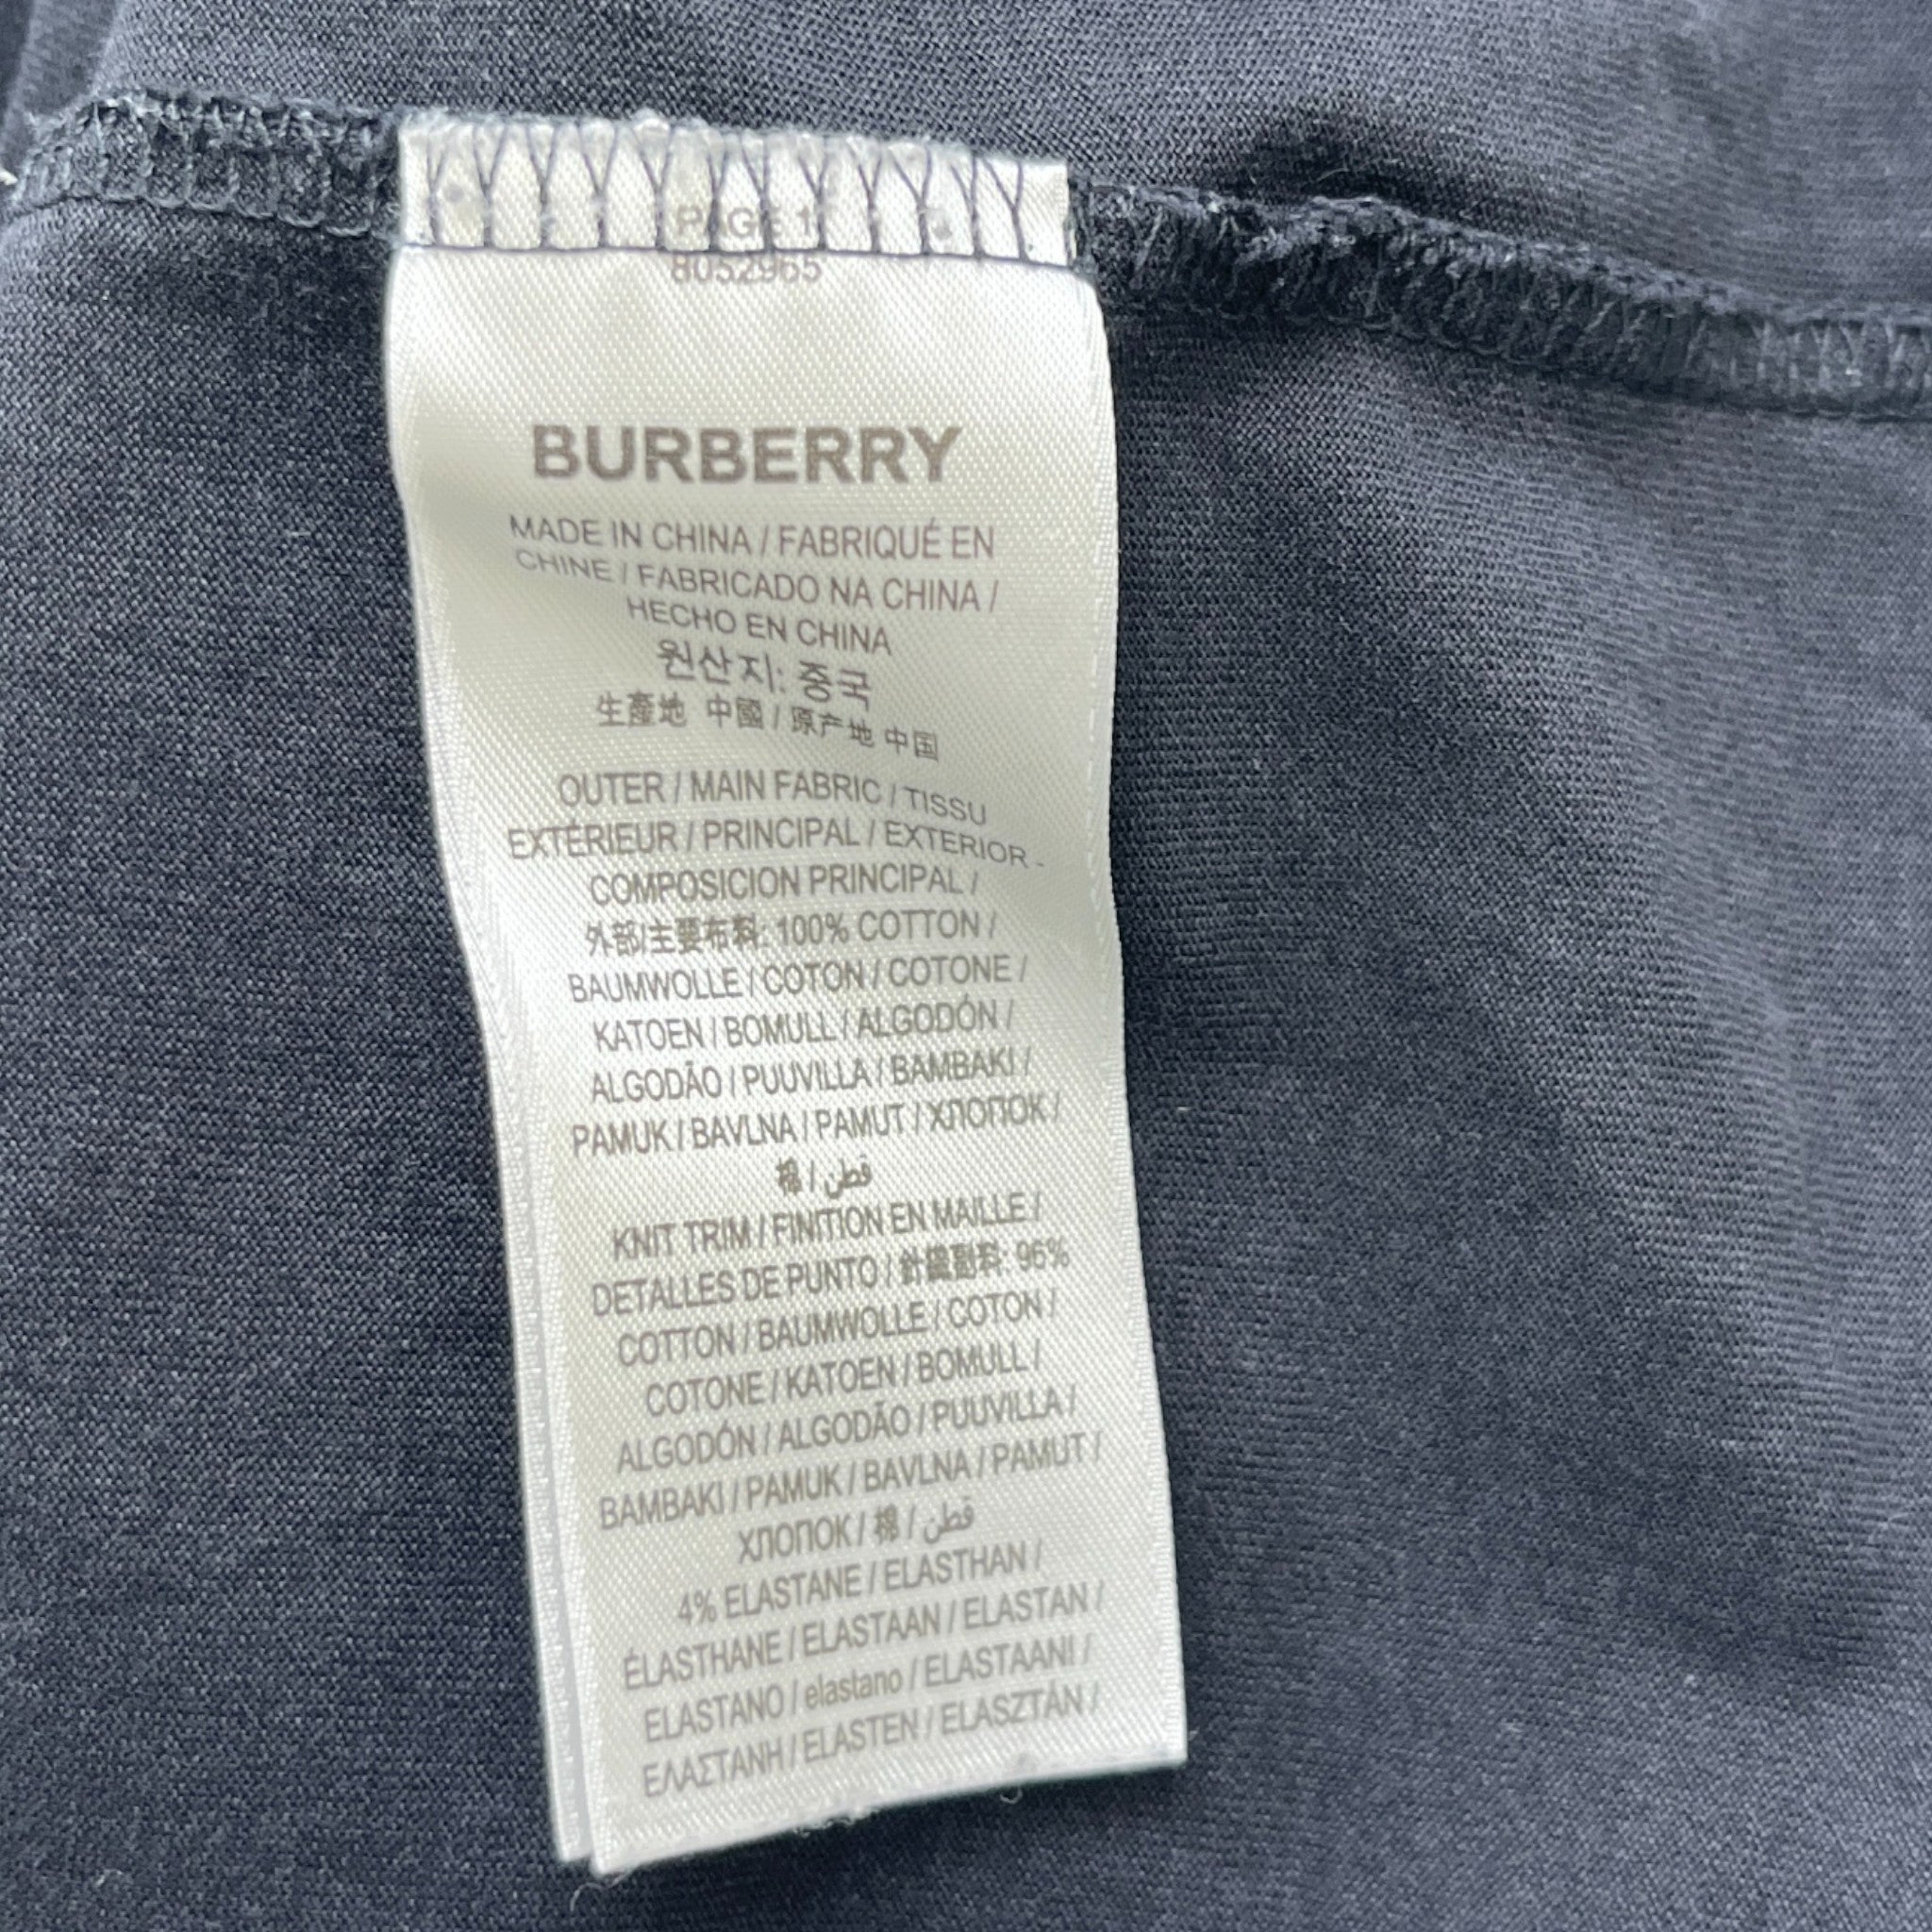 PAGE 1
8052965
BURBERRY
MADE IN CHINA / FABRIQUÉ EN
CHINE / FABRICADO NA CHINA /
HECHO EN CHINA
원산지: 중국
生產地 中國 / 原产地 中国
OUTER / MAIN FABRIC / TISSU
EXTÉRIEUR / PRINCIPAL / EXTERIOR -
COMPOSICION PRINCIPAL /
外部/主要布料: 100% COTTON /
BAUMWOLLE / COTON / COTONE /
KATOEN / BOMULL / ALGODÓN /
ALGODÃO / PUUVILLA / BAMBAKI /
PAMUK / BAVLNA / PAMUT / ХЛОПОК /
棉 / قطن
KNIT TRIM / FINITION EN MAILLE /
DETALLES DE PUNTO / 針織副料: 96%
COTTON / BAUMWOLLE / COTON /
COTONE / KATOEN / BOMULL /
ALGODÓN / ALGODÃO / PUUVILLA /
BAMBAKI / PAMUK / BAVLNA / PAMUT /
ХЛОПОК / 棉 / قطن
4% ELASTANE / ELASTHAN /
ÉLASTHANE / ELASTAAN / ELASTAN /
ELASTANO / elastano / ELASTAANI /
ΕΛΑΣΤΑΝΗ / ELASTEN / ELASZTÁN /